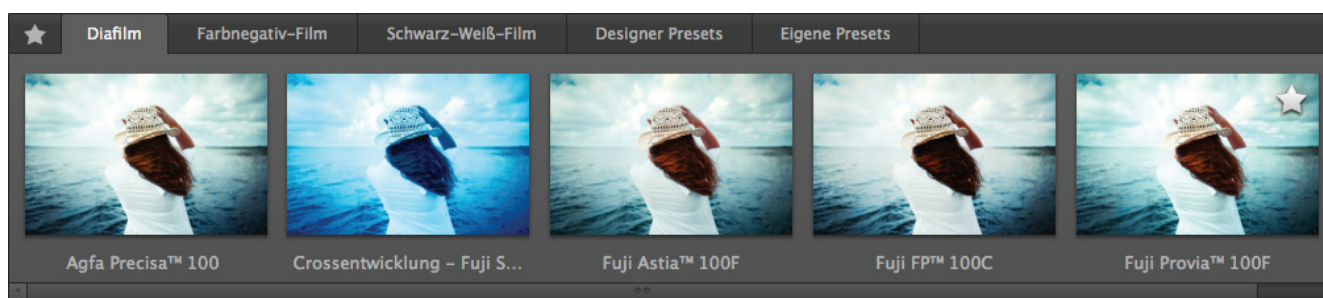 Diafilm Farbnegativ-Film Schwarz-Weiß-Film Designer Presets Eigene Presets
Agfa Precisa™ 100 Crossentwicklung - Fuji S... Fuji Astia™ 100F Fuji FP™ 100C Fuji Provia™ 100F